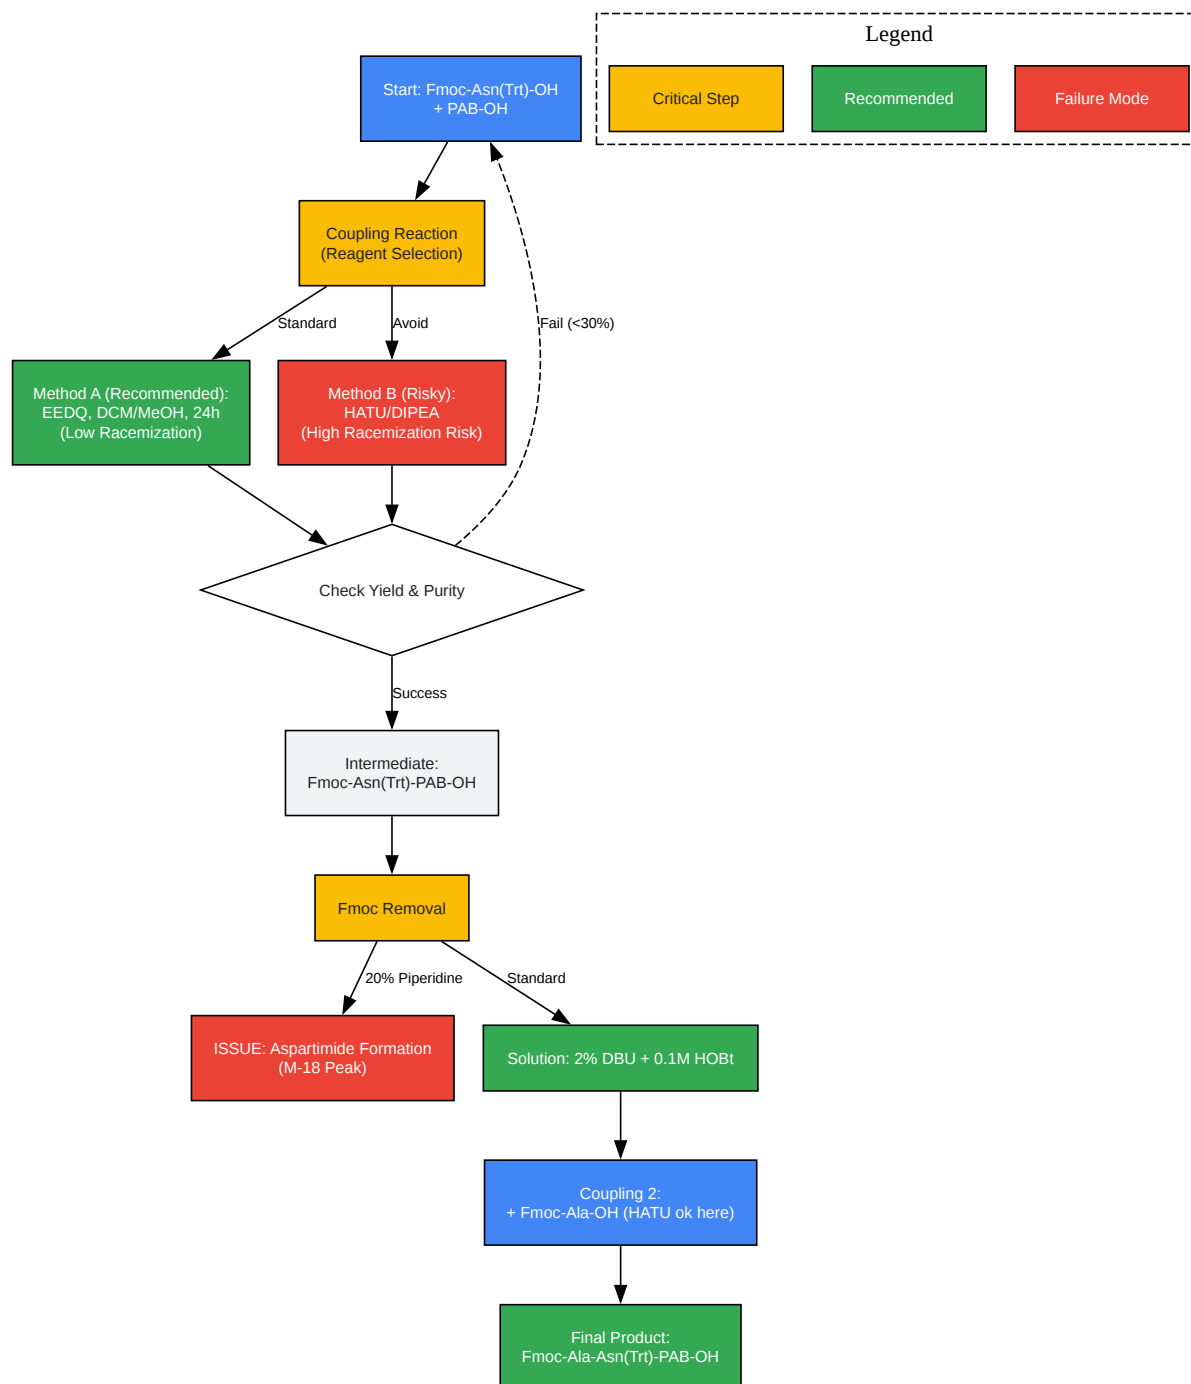 Legend
Critical Step
Recommended
Failure Mode
Start: Fmoc-Asn(Trt)-OH
+ PAB-OH
Coupling Reaction
(Reagent Selection)
Standard
Avoid
Fail (<30%)
Method A (Recommended):
EEDQ, DCM/MeOH, 24h
(Low Racemization)
Method B (Risky):
HATU/DIPEA
(High Racemization Risk)
Check Yield & Purity
Success
Intermediate:
Fmoc-Asn(Trt)-PAB-OH
Fmoc Removal
20% Piperidine
Standard
ISSUE: Aspartimide Formation
(M-18 Peak)
Solution: 2% DBU + 0.1M HOBt
Coupling 2:
+ Fmoc-Ala-OH (HATU ok here)
Final Product:
Fmoc-Ala-Asn(Trt)-PAB-OH